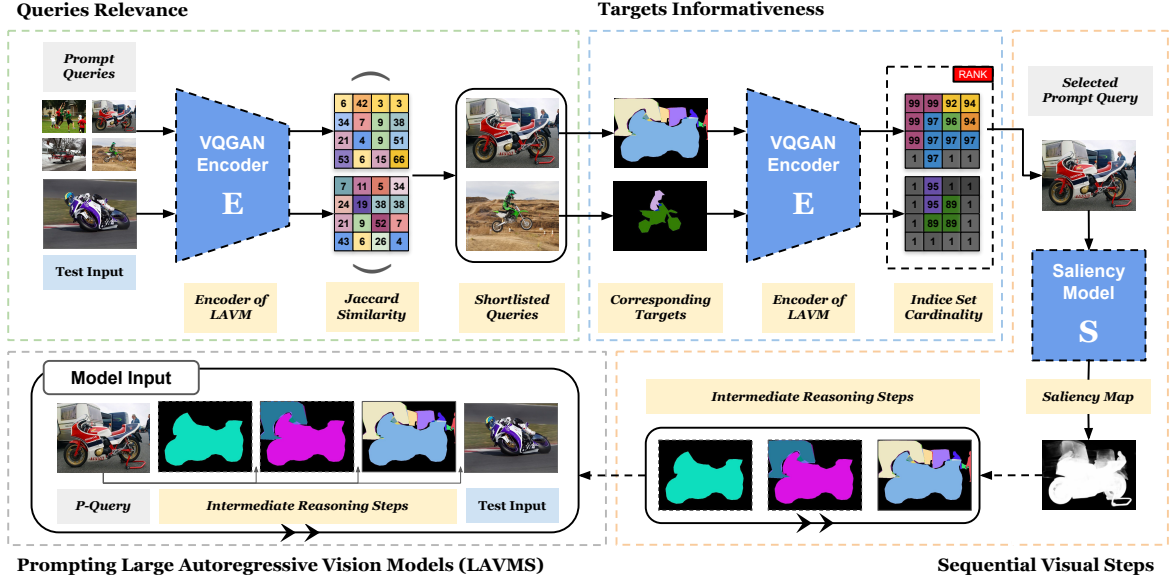 Queries Relevance
Prompt
Queries
VQGAN
Encoder
E
6 42 3 3
34 7 9 38
21 4 9 51
53 6 15 66
7 11 5 34
24 19 38 38
21 9 52 7
43 6 26 4
Test Input
Encoder of
LAVM
Jaccard
Similarity
Shortlisted
Queries
Targets Informativeness
VQGAN
Encoder
E
RANK
99 99 92 94
99 97 96 94
99 97 97 97
1 97 1 1
1 95 1 1
1 95 89 1
1 89 89 1
1 1 1 1
Corresponding
Targets
Encoder of
LAVM
Indice Set
Cardinality
Selected
Prompt Query
Saliency
Model
S
Saliency Map
Intermediate Reasoning Steps
Sequential Visual Steps
Model Input
P-Query
Intermediate Reasoning Steps
Test Input
Prompting Large Autoregressive Vision Models (LAVMS)